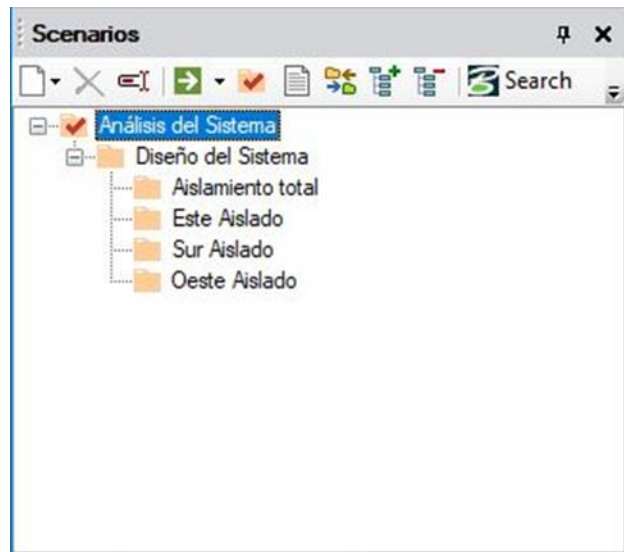 Scenarios
Search
Análisis del Sistema
Diseño del Sistema
Aislamiento total
Este Aislado
Sur Aislado
Oeste Aislado